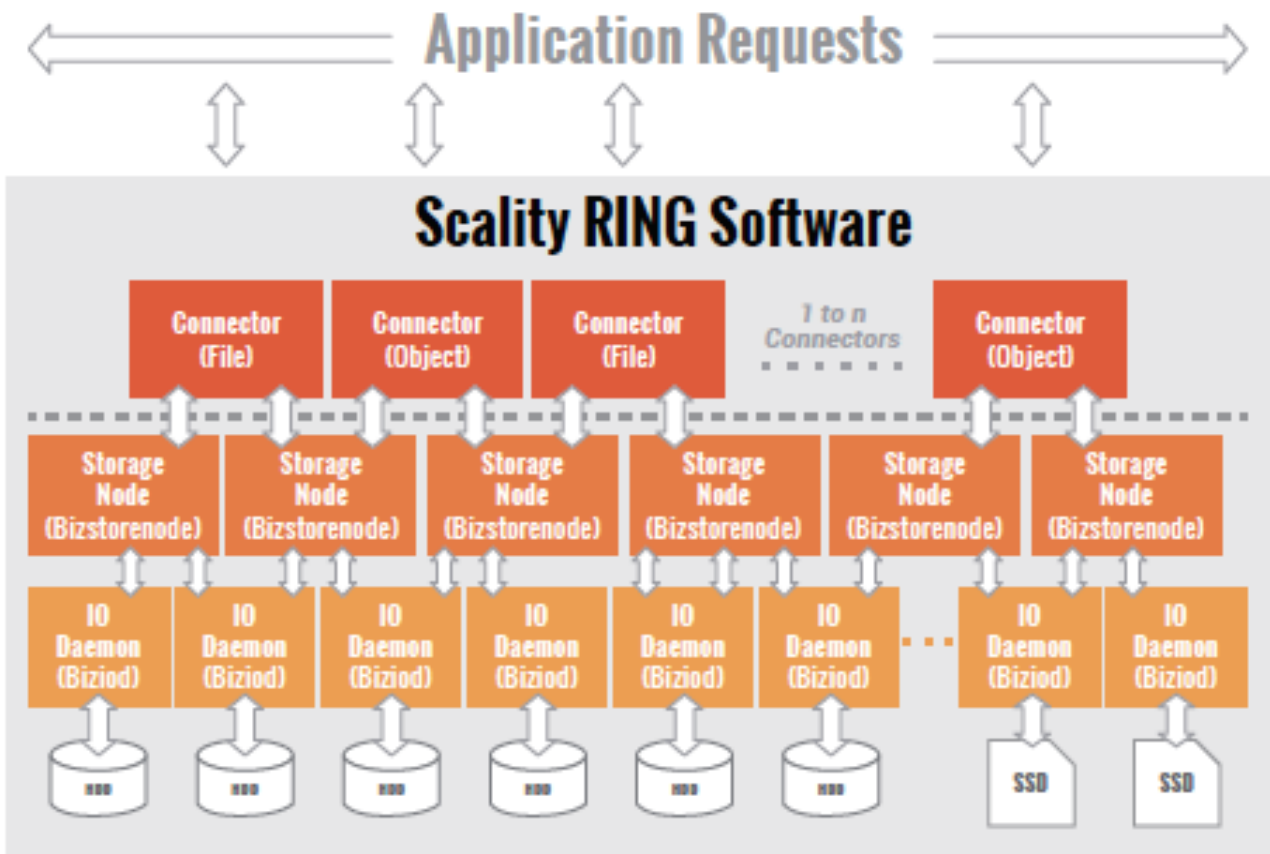 Application Requests
Scality RING Software
Connector
(File)
Connector
(Object)
Connector
(File)
1 to n
Connectors
Connector
(Object)
Storage
Node
(Bizstorenode)
Storage
Node
(Bizstorenode)
Storage
Node
(Bizstorenode)
Storage
Node
(Bizstorenode)
Storage
Node
(Bizstorenode)
Storage
Node
(Bizstorenode)
IO
Daemon
(Biziod)
IO
Daemon
(Biziod)
IO
Daemon
(Biziod)
IO
Daemon
(Biziod)
IO
Daemon
(Biziod)
IO
Daemon
(Biziod)
IO
Daemon
(Biziod)
IO
Daemon
(Biziod)
HDD
HDD
HDD
HDD
HDD
HDD
SSD
SSD